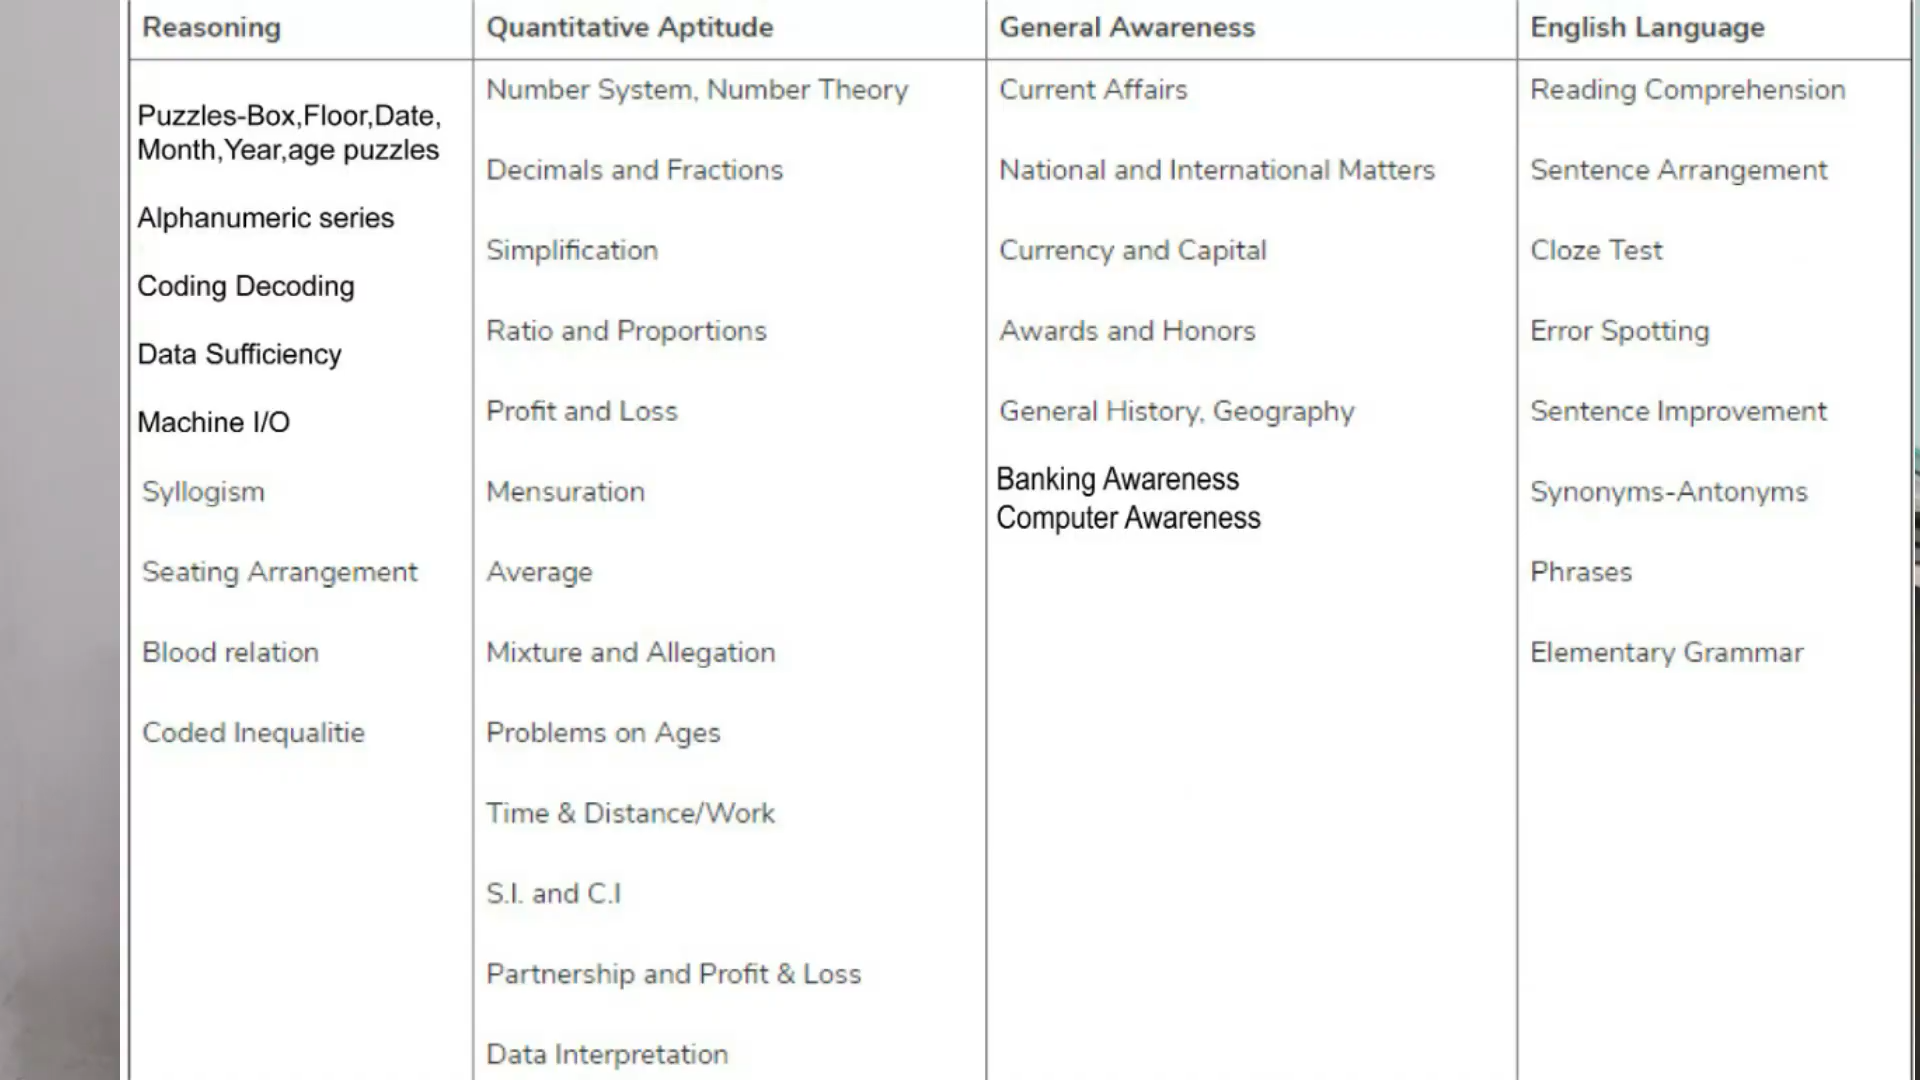 Reasoning
Puzzles-Box,Floor,Date,
Month,Year,age puzzles
Alphanumeric series
Coding Decoding
Data Sufficiency
Machine I/O
Syllogism
Seating Arrangement
Blood relation
Coded Inequalitie
Quantitative Aptitude
Number System, Number Theory
Decimals and Fractions
Simplification
Ratio and Proportions
Profit and Loss
Mensuration
Average
Mixture and Allegation
Problems on Ages
Time & Distance/Work
S.I. and C.I
Partnership and Profit & Loss
Data Interpretation
General Awareness
Current Affairs
National and International Matters
Currency and Capital
Awards and Honors
General History, Geography
Banking Awareness
Computer Awareness
English Language
Reading Comprehension
Sentence Arrangement
Cloze Test
Error Spotting
Sentence Improvement
Synonyms-Antonyms
Phrases
Elementary Grammar